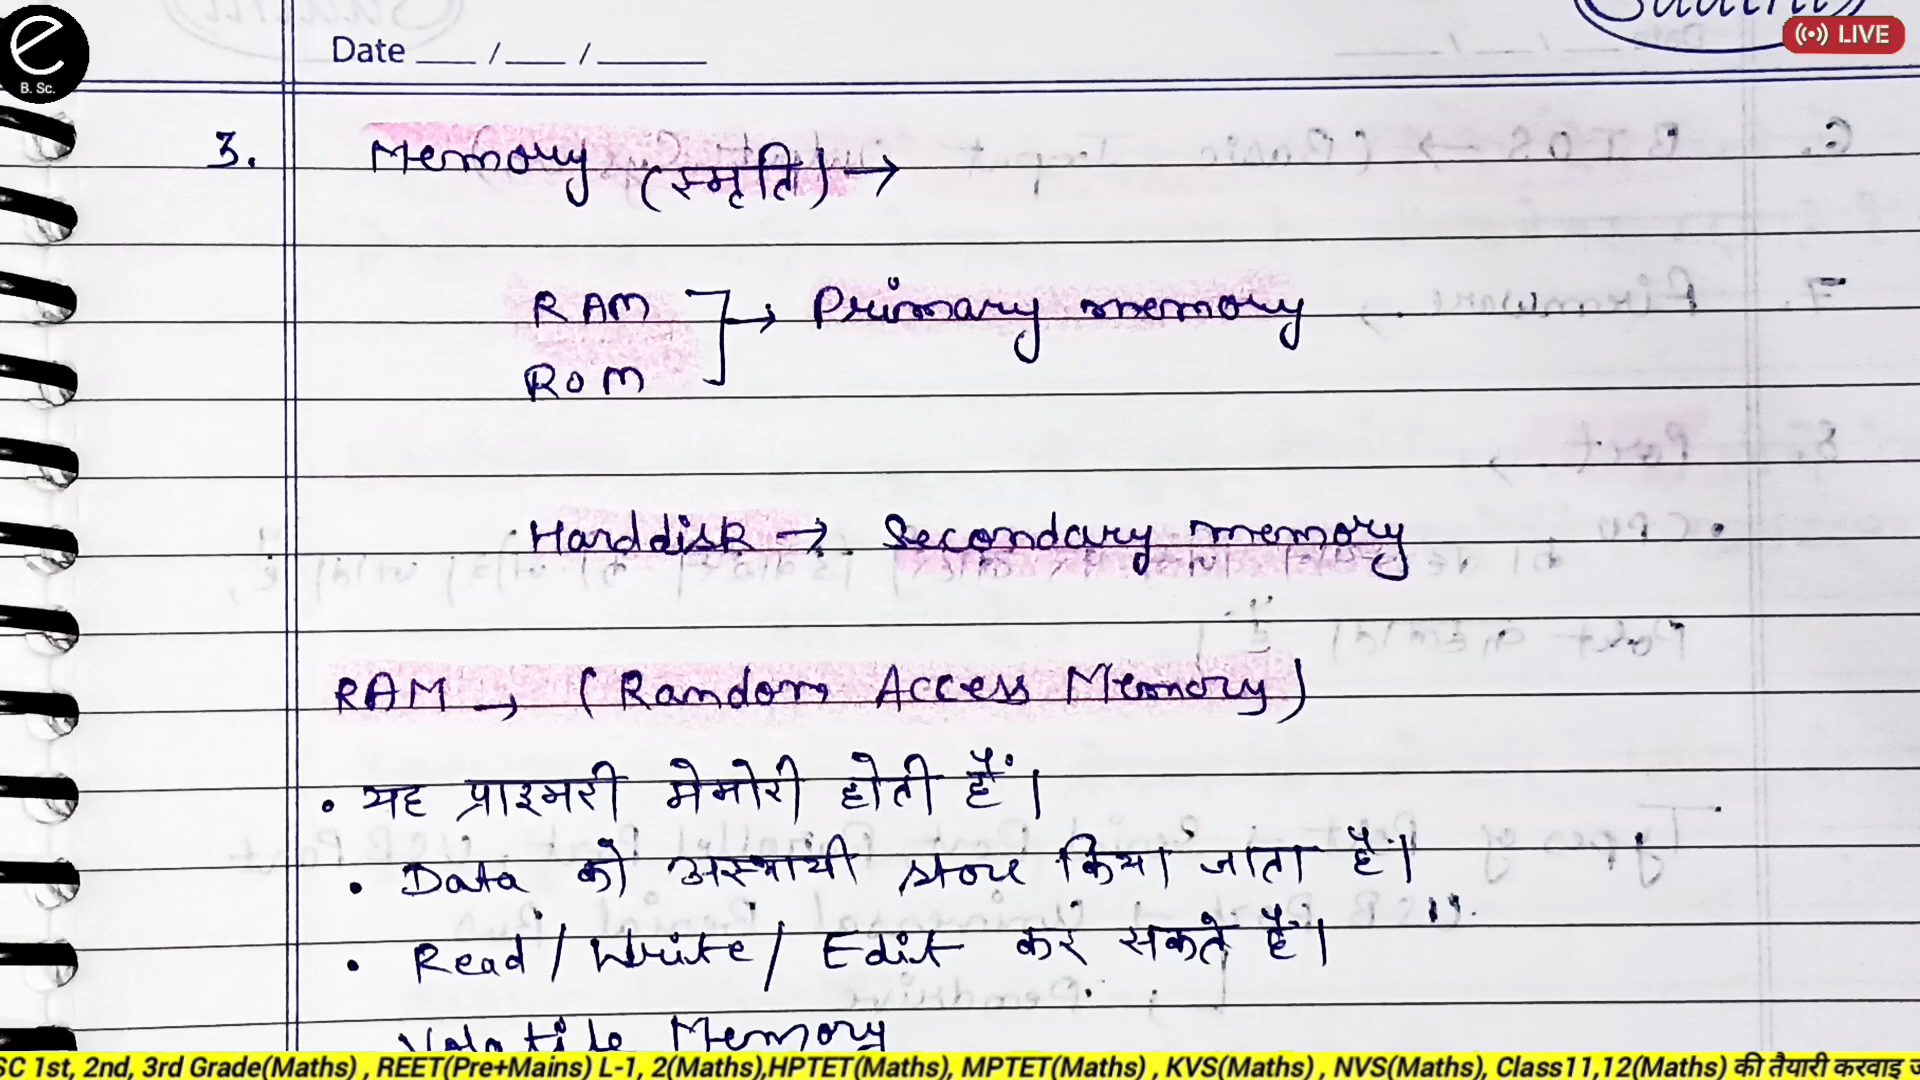 e
B. Sc.
Date ___ / ___ / _____
LIVE
3. Memory (स्मृति) →
RAM
ROM ] → Primary memory
Harddisk → Secondary memory
RAM → (Random Access Memory)
• यह प्राइमरी मेमोरी होती हैं।
• Data को अस्थायी store किया जाता है।
• Read / Write / Edit कर सकते है।
Volatile Memory
SC 1st, 2nd, 3rd Grade(Maths) , REET(Pre+Mains) L-1, 2(Maths),HPTET(Maths), MPTET(Maths) , KVS(Maths) , NVS(Maths), Class11,12(Maths) की तैयारी करवाइ